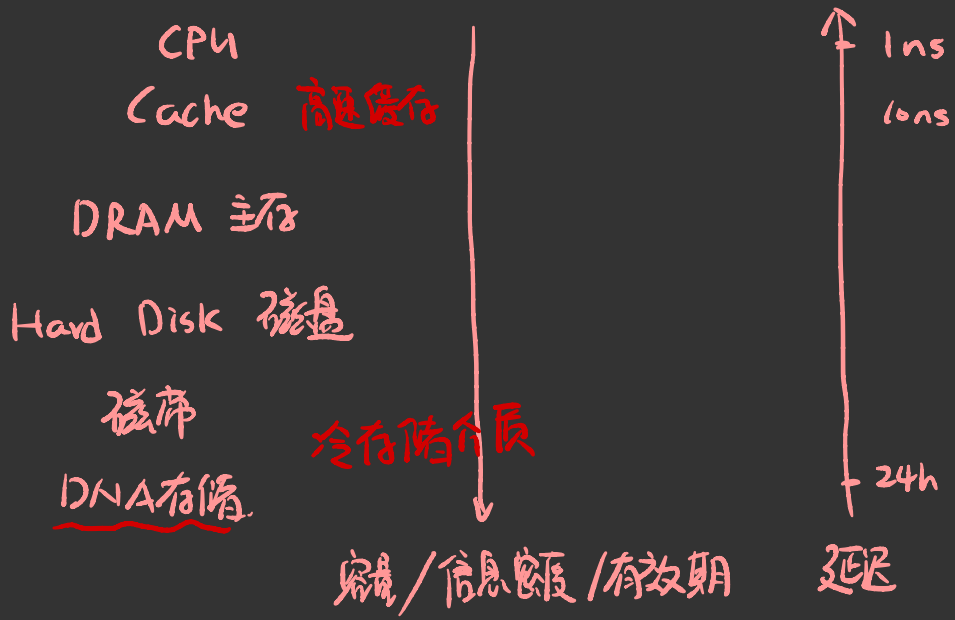 CPU
1ns
Cache 高速缓存
10ns
DRAM 主存
Hard Disk 磁盘
磁带
冷存储介质
DNA存储
24h
容量/信息密度/有效期
延迟